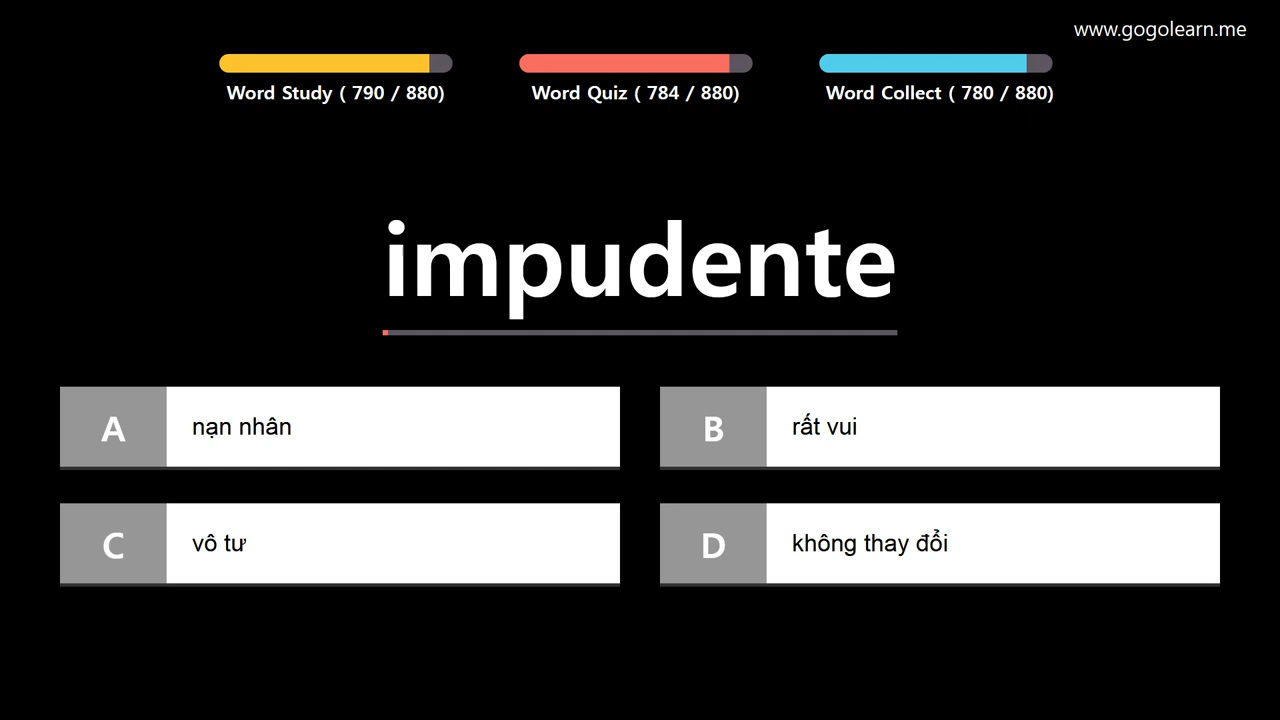 www.gogolearn.me
Word Study ( 790 / 880)
Word Quiz ( 784 / 880)
Word Collect ( 780 / 880)
impudente
A nạn nhân
B rất vui
C vô tư
D không thay đổi